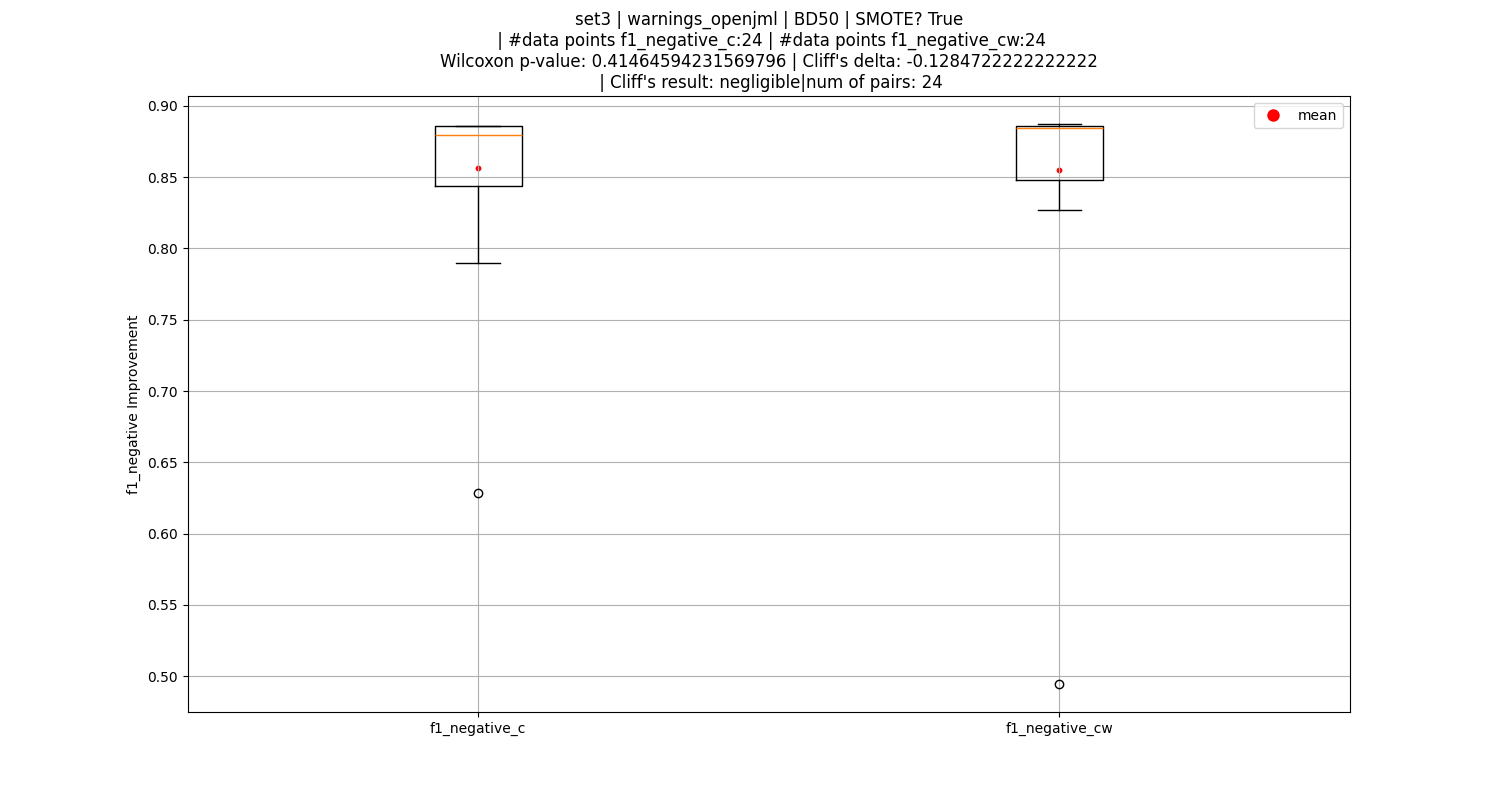 set3 | warnings_openjml | BD50 | SMOTE? True
| #data points f1_negative_c:24 | #data points f1_negative_cw:24
Wilcoxon p-value: 0.41464594231569796 | Cliff's delta: -0.1284722222222222
| Cliff's result: negligible|num of pairs: 24
mean
f1_negative Improvement
0.90
0.85
0.80
0.75
0.70
0.65
0.60
0.55
0.50
f1_negative_c
f1_negative_cw